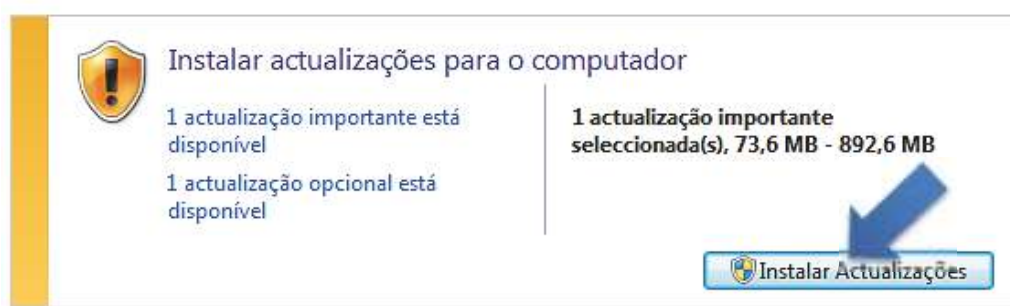 Instalar actualizações para o computador
1 actualização importante está
disponível
1 actualização opcional está
disponível
1 actualização importante
seleccionada(s), 73,6 MB - 892,6 MB
Instalar Actualizações